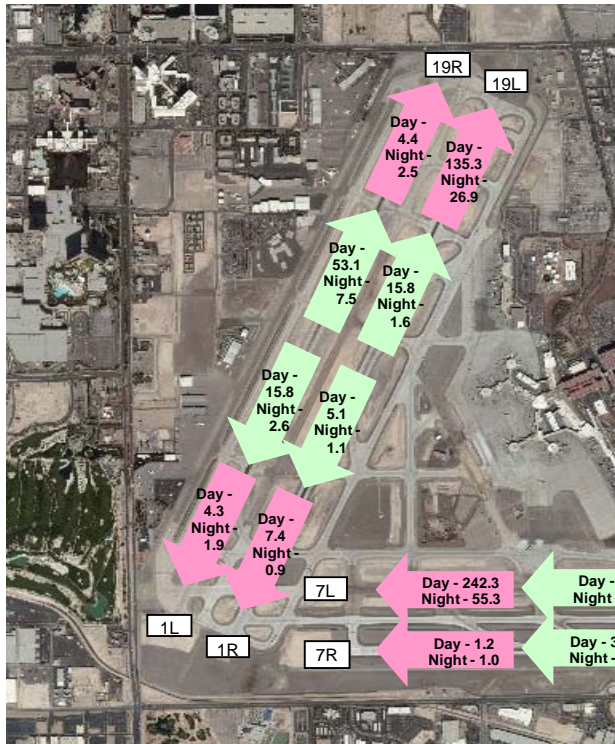 19R
19L
Day -
4.4
Night -
2.5
Day -
135.3
Night -
26.9
Day -
53.1
Night -
7.5
Day -
15.8
Night -
1.6
Day -
15.8
Night -
2.6
Day -
5.1
Night -
1.1
Day -
4.3
Night -
1.9
Day -
7.4
Night -
0.9
7L
Day - 242.3
Night - 55.3
Day -
Night
1L
1R
7R
Day - 1.2
Night - 1.0
Day - 3
Night -